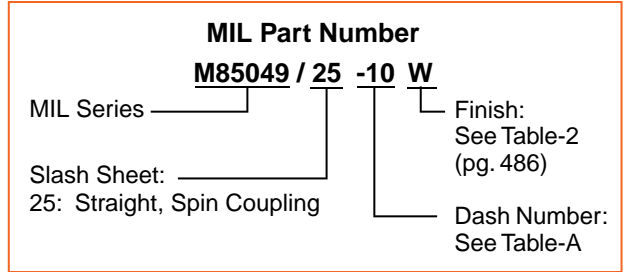 MIL Part Number
M85049 / 25 -10 W
MIL Series
Finish:
See Table-2
(pg. 486)
Slash Sheet:
25: Straight, Spin Coupling
Dash Number:
See Table-A